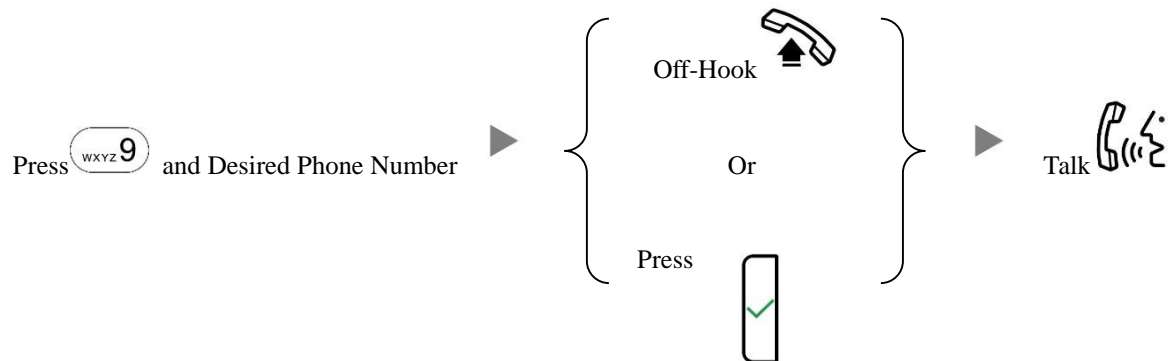 Off-Hook
Press WXYZ 9 and Desired Phone Number
Or
Talk
Press